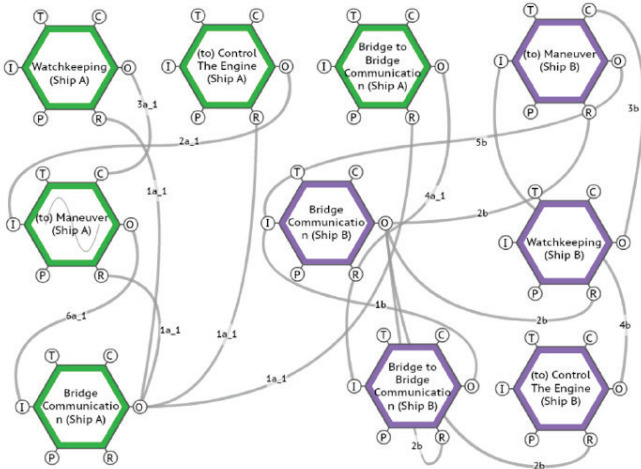 T C T C T C T C
I Watchkeeping (Ship A) O
P R
I (to) Control The Engine (Ship A) O
P R
I Bridge to Bridge Communicatio n (Ship A) O
P R
I (to) Maneuver (Ship B) O
P R
3a_1
2a_1
5b
3b
1a_1
4a_1
2b
T C
I (to) Maneuver (Ship A) O
P R
T C
I Bridge Communicatio n (Ship B) O
P R
T C
I Watchkeeping (Ship B) O
P R
6a_1
1a_1
1a_1
1b
2b
4b
T C
I Bridge Communicatio n (Ship A) O
P R
1a_1
T C
I Bridge to Bridge Communicatio n (Ship B) O
P R
T C
I (to) Control The Engine (Ship B) O
P R
2b
2b